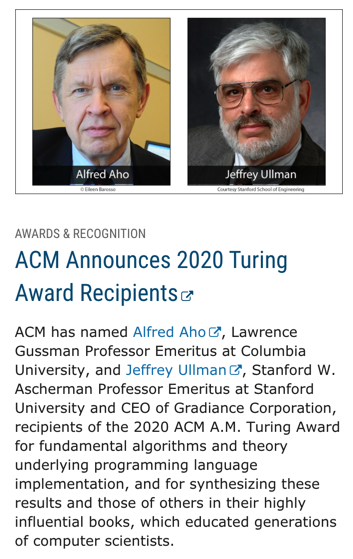 Alfred Aho
Jeffrey Ullman
© Eileen Barosso
Courtesy Stanford School of Engineering
AWARDS & RECOGNITION
ACM Announces 2020 Turing
Award Recipients
ACM has named Alfred Aho, Lawrence
Gussman Professor Emeritus at Columbia
University, and Jeffrey Ullman, Stanford W.
Ascherman Professor Emeritus at Stanford
University and CEO of Gradiance Corporation,
recipients of the 2020 ACM A.M. Turing Award
for fundamental algorithms and theory
underlying programming language
implementation, and for synthesizing these
results and those of others in their highly
influential books, which educated generations
of computer scientists.